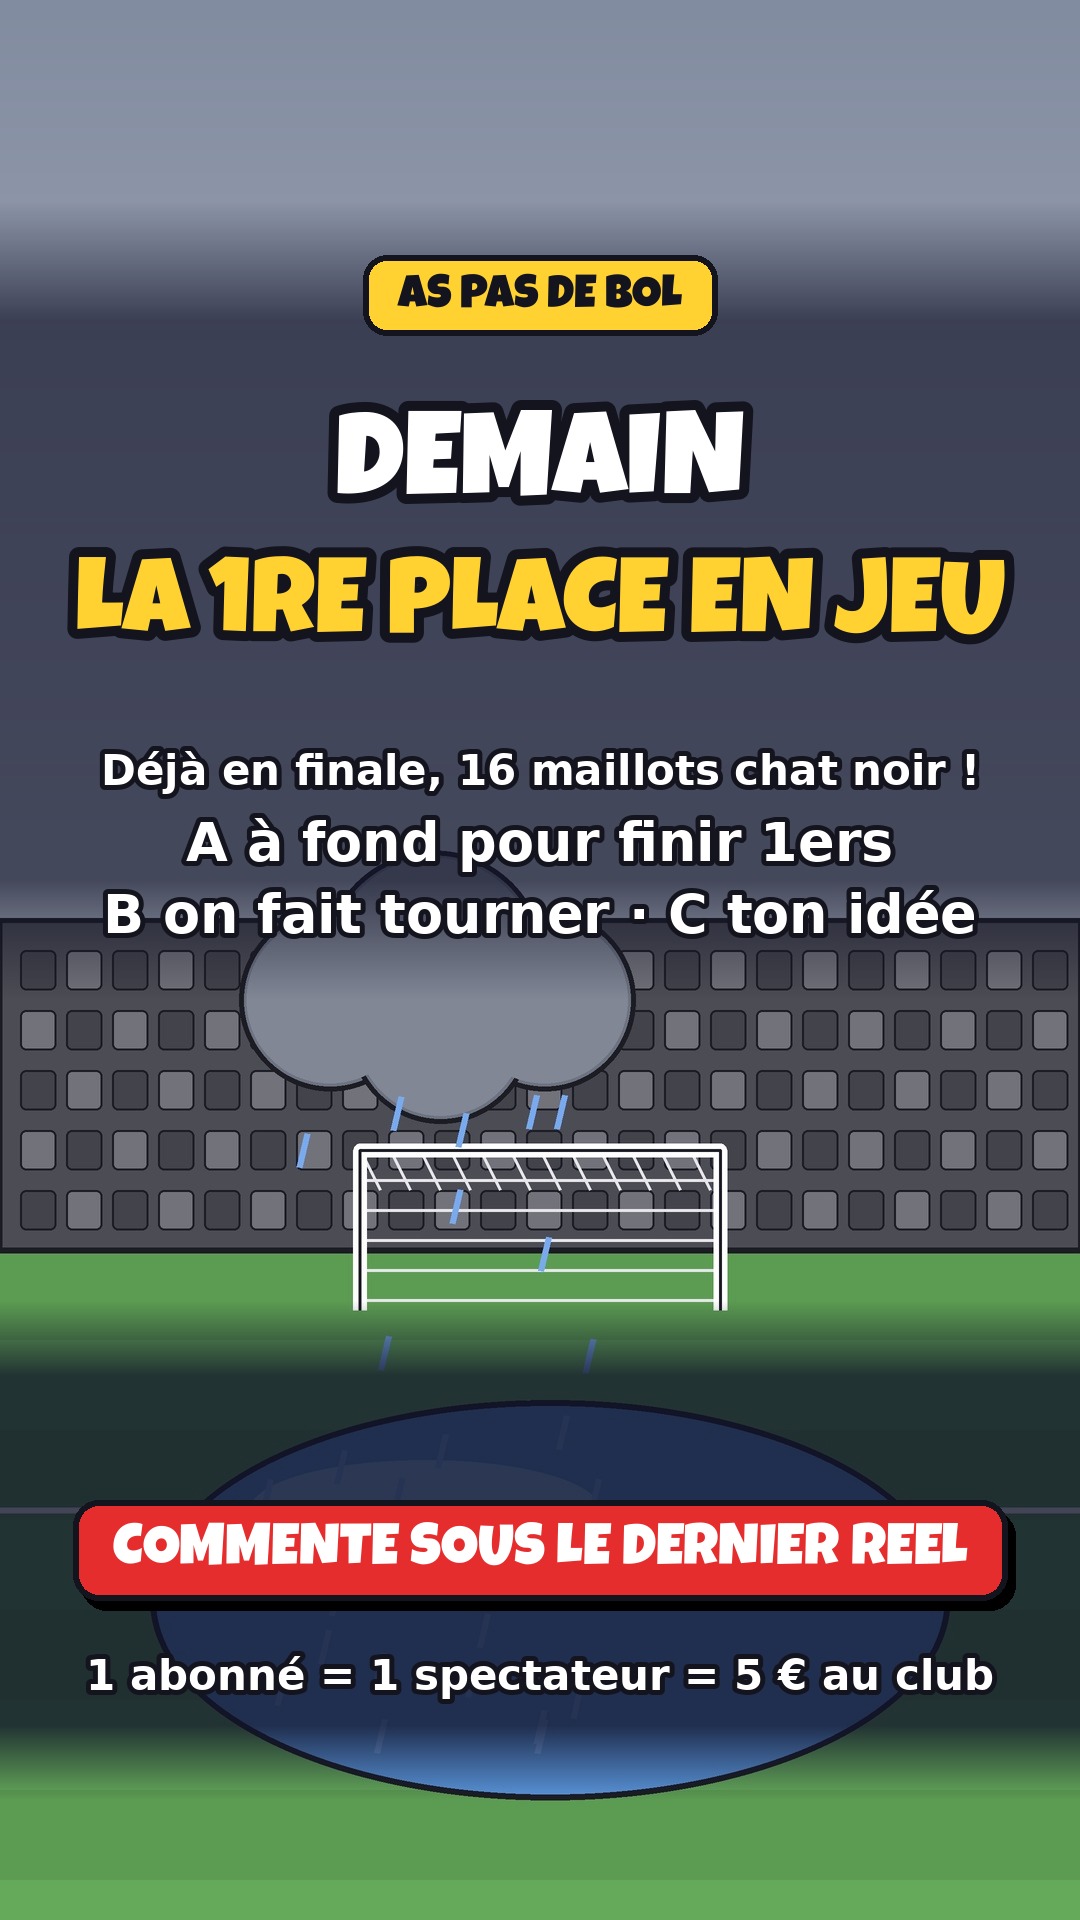 AS PAS DE BOL
DEMAIN
LA 1RE PLACE EN JEU
Déjà en finale, 16 maillots chat noir !
A à fond pour finir 1ers
B on fait tourner · C ton idée
COMMENTE SOUS LE DERNIER REEL
1 abonné = 1 spectateur = 5 € au club